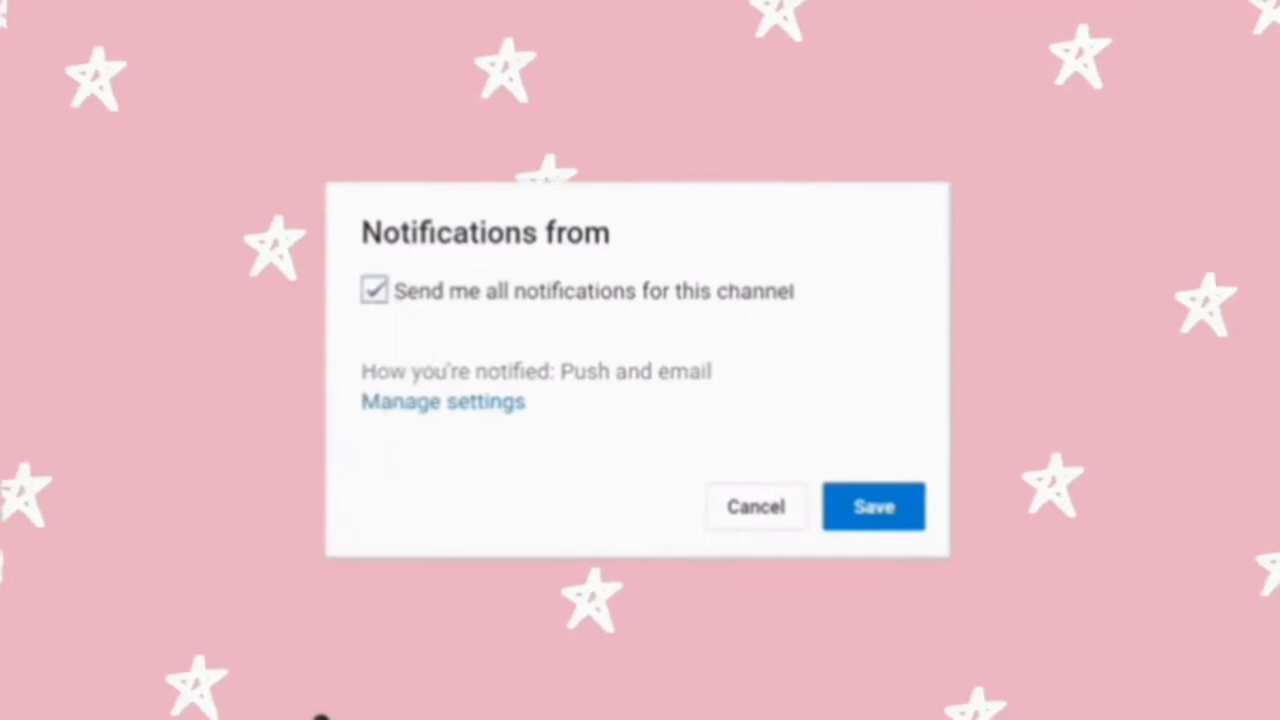 Notifications from
Send me all notifications for this channel
How you're notified: Push and email
Manage settings
Cancel
Save